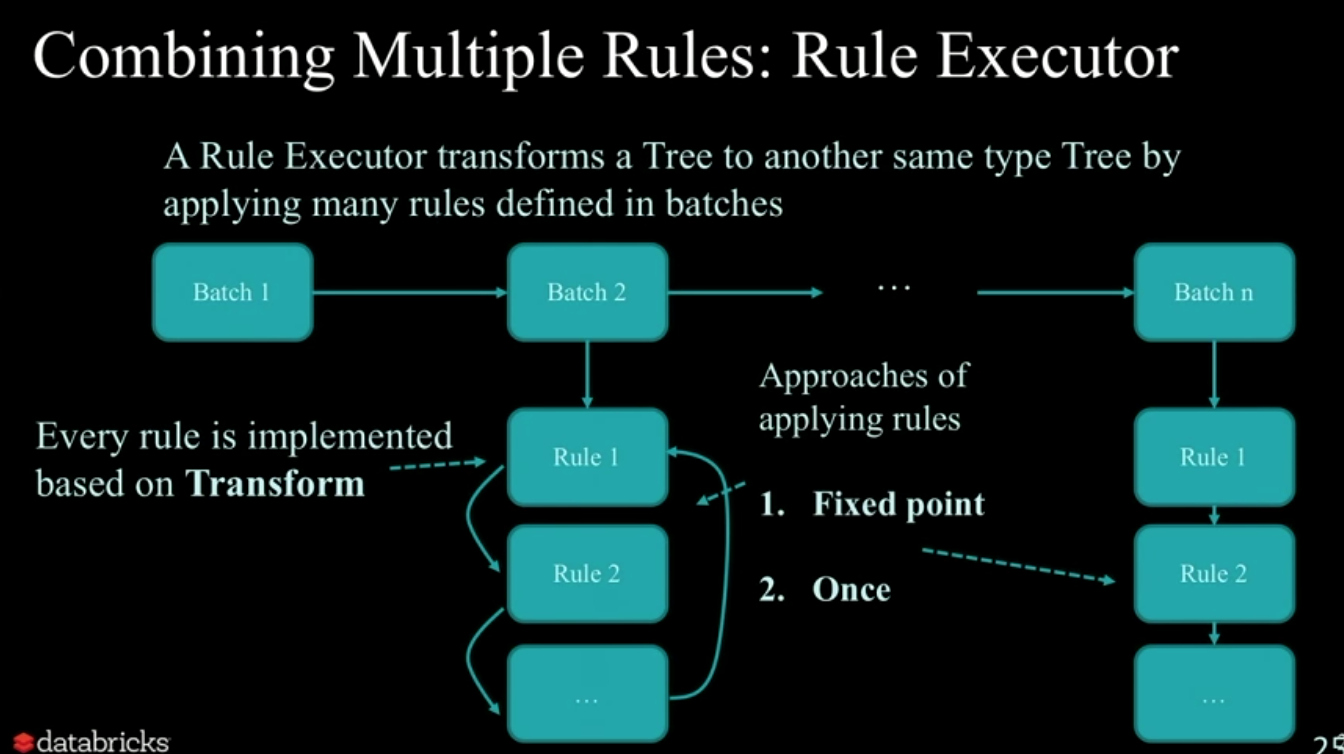 Combining Multiple Rules: Rule Executor
A Rule Executor transforms a Tree to another same type Tree by
applying many rules defined in batches
Batch 1
Batch 2
...
Batch n
Approaches of
applying rules
Every rule is implemented
based on Transform
Rule 1
Rule 1
1. Fixed point
Rule 2
2. Once
Rule 2
...
...
databricks
25